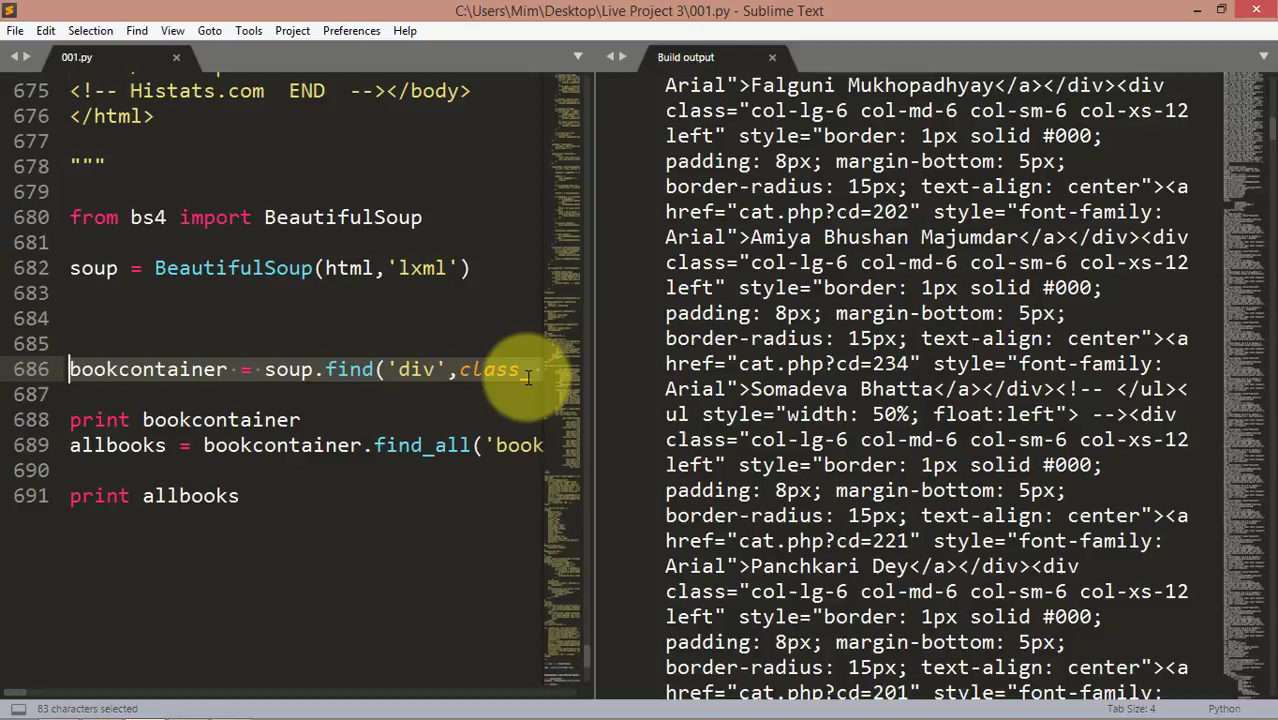 C:\Users\Mim\Desktop\Live Project 3\001.py - Sublime Text
File Edit Selection Find View Goto Tools Project Preferences Help
001.py
675 <!-- Histats.com  END  --></body>
676 </html>
677
678 """
679
680 from bs4 import BeautifulSoup
681
682 soup = BeautifulSoup(html,'lxml')
683
684
685
686 bookcontainer = soup.find('div',class_
687
688 print bookcontainer
689 allbooks = bookcontainer.find_all('book
690
691 print allbooks
Build output
Arial">Falguni Mukhopadhyay</a></div><div
class="col-lg-6 col-md-6 col-sm-6 col-xs-12
left" style="border: 1px solid #000;
padding: 8px; margin-bottom: 5px;
border-radius: 15px; text-align: center"><a
href="cat.php?cd=202" style="font-family:
Arial">Amiya Bhushan Majumdar</a></div><div
class="col-lg-6 col-md-6 col-sm-6 col-xs-12
left" style="border: 1px solid #000;
padding: 8px; margin-bottom: 5px;
border-radius: 15px; text-align: center"><a
href="cat.php?cd=234" style="font-family:
Arial">Somadeva Bhatta</a></div><!-- </ul><
ul style="width: 50%; float: left"> --><div
class="col-lg-6 col-md-6 col-sm-6 col-xs-12
left" style="border: 1px solid #000;
padding: 8px; margin-bottom: 5px;
border-radius: 15px; text-align: center"><a
href="cat.php?cd=221" style="font-family:
Arial">Panchkari Dey</a></div><div
class="col-lg-6 col-md-6 col-sm-6 col-xs-12
left" style="border: 1px solid #000;
padding: 8px; margin-bottom: 5px;
border-radius: 15px; text-align: center"><a
href="cat.php?cd=201" style="font-family:
83 characters selected
Tab Size: 4
Python